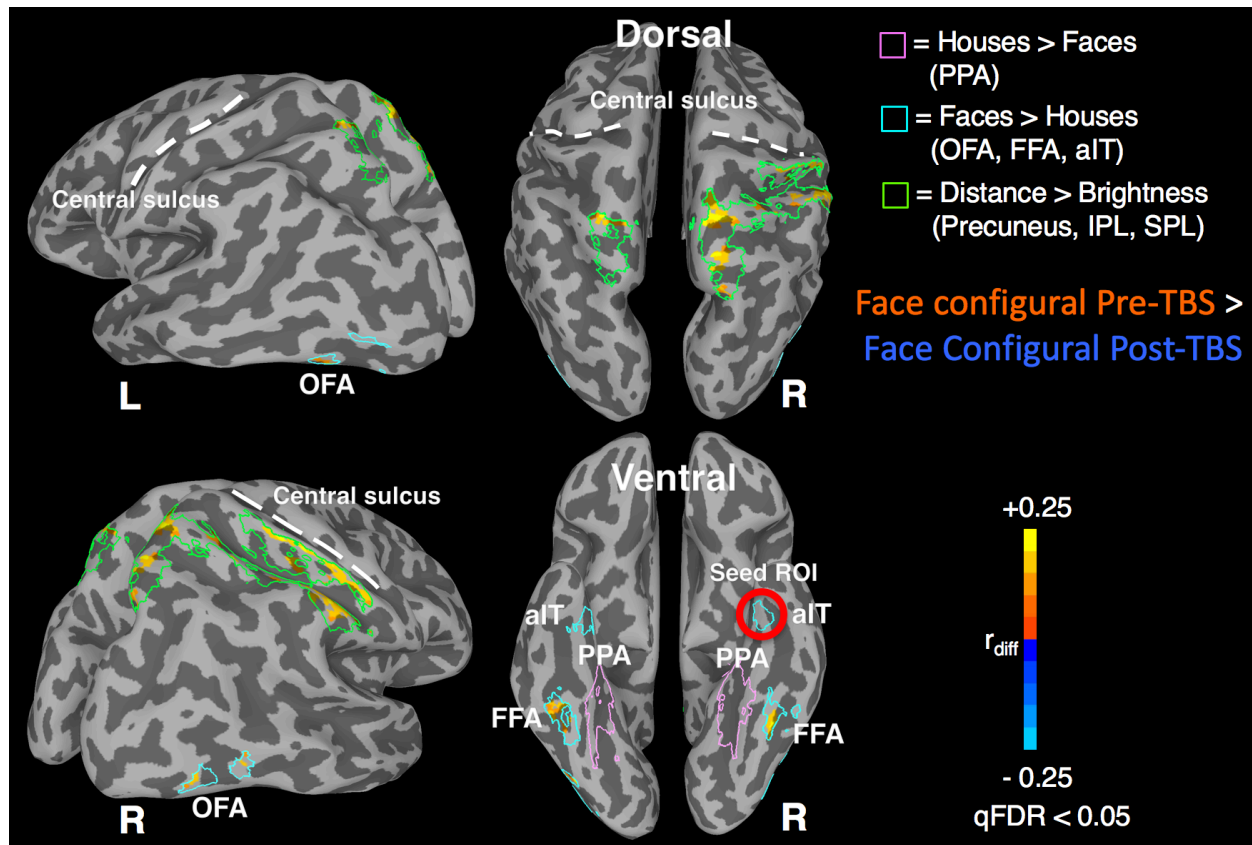 Dorsal
Central sulcus
Central sulcus
OFA
L
R
= Houses > Faces
(PPA)
= Faces > Houses
(OFA, FFA, aIT)
= Distance > Brightness
(Precuneus, IPL, SPL)
Face configural Pre-TBS >
Face Configural Post-TBS
Central sulcus
OFA
R
Ventral
Seed ROI
aIT
aIT
PPA
PPA
FFA
FFA
R
+0.25
rdiff
- 0.25
qFDR < 0.05